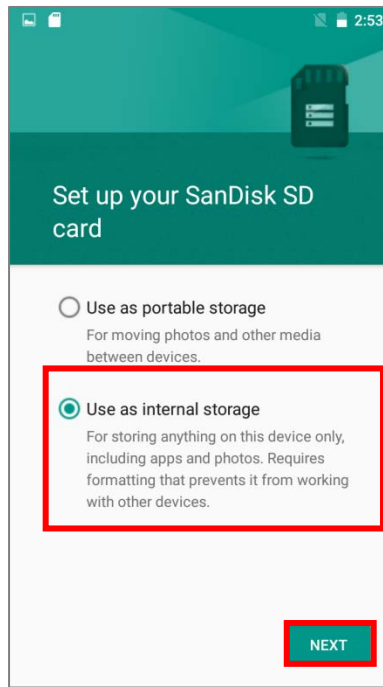 2:53
Set up your SanDisk SD
card
Use as portable storage
For moving photos and other media
between devices.
Use as internal storage
For storing anything on this device only,
including apps and photos. Requires
formatting that prevents it from working
with other devices.
NEXT